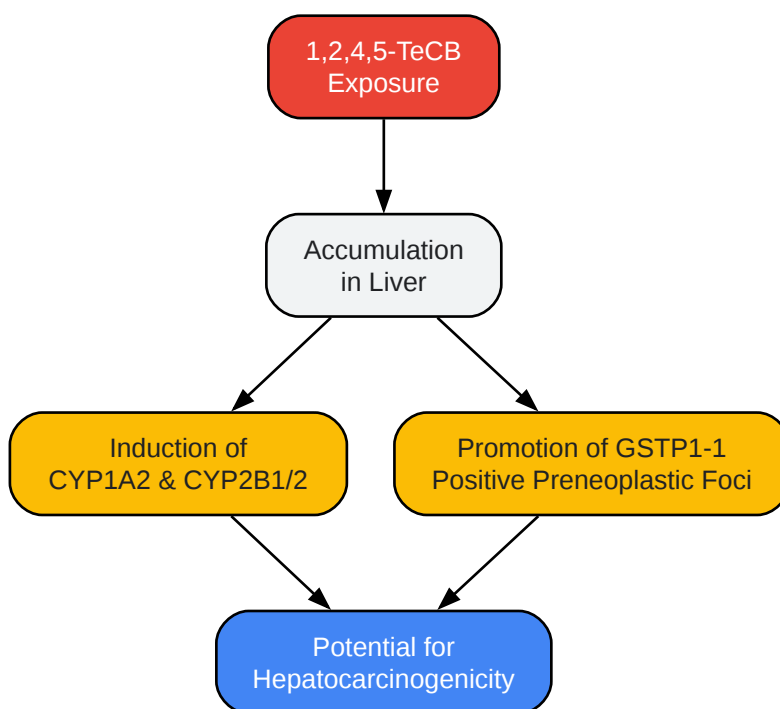 1,2,4,5-TeCB
Exposure
Accumulation
in Liver
Induction of
CYP1A2 & CYP2B1/2
Promotion of GSTP1-1
Positive Preneoplastic Foci
Potential for
Hepatocarcinogenicity